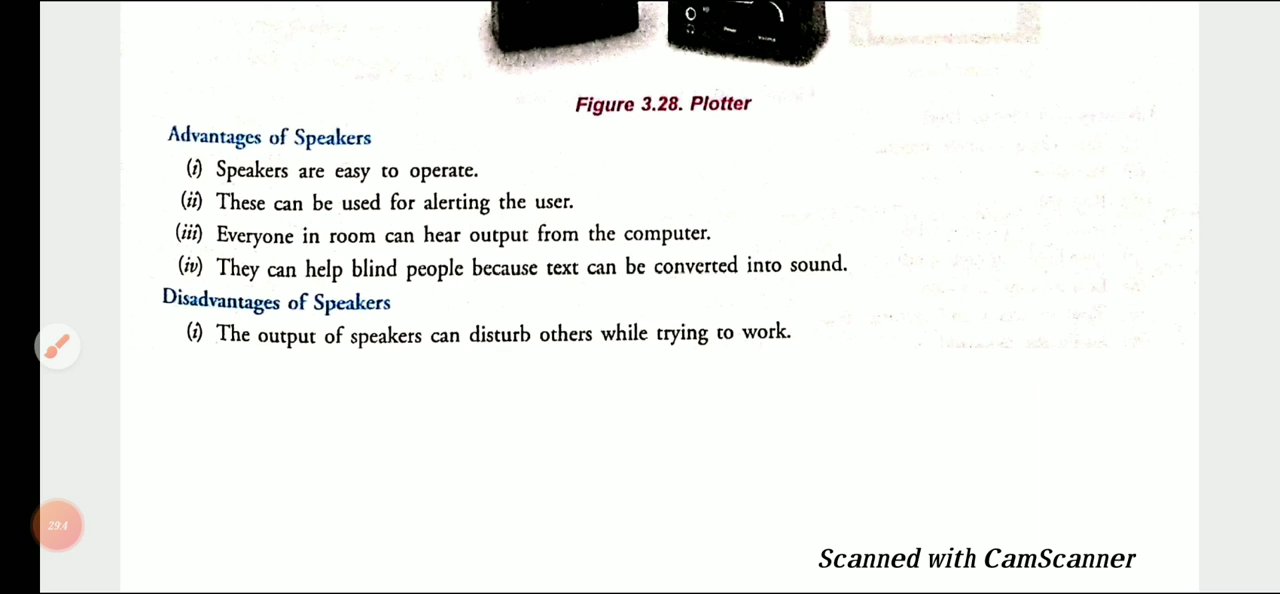 Figure 3.28. Plotter
Advantages of Speakers
(i) Speakers are easy to operate.
(ii) These can be used for alerting the user.
(iii) Everyone in room can hear output from the computer.
(iv) They can help blind people because text can be converted into sound.
Disadvantages of Speakers
(i) The output of speakers can disturb others while trying to work.
29:4
Scanned with CamScanner